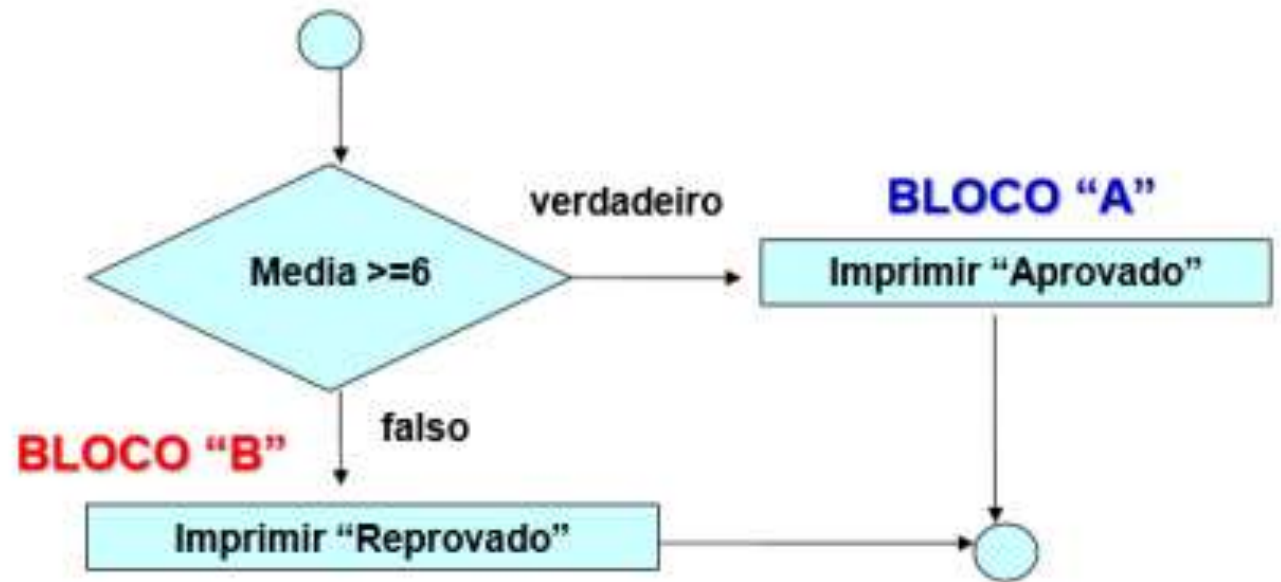 verdadeiro
BLOCO “A”
Media >=6
Imprimir “Aprovado”
falso
BLOCO “B”
Imprimir “Reprovado”